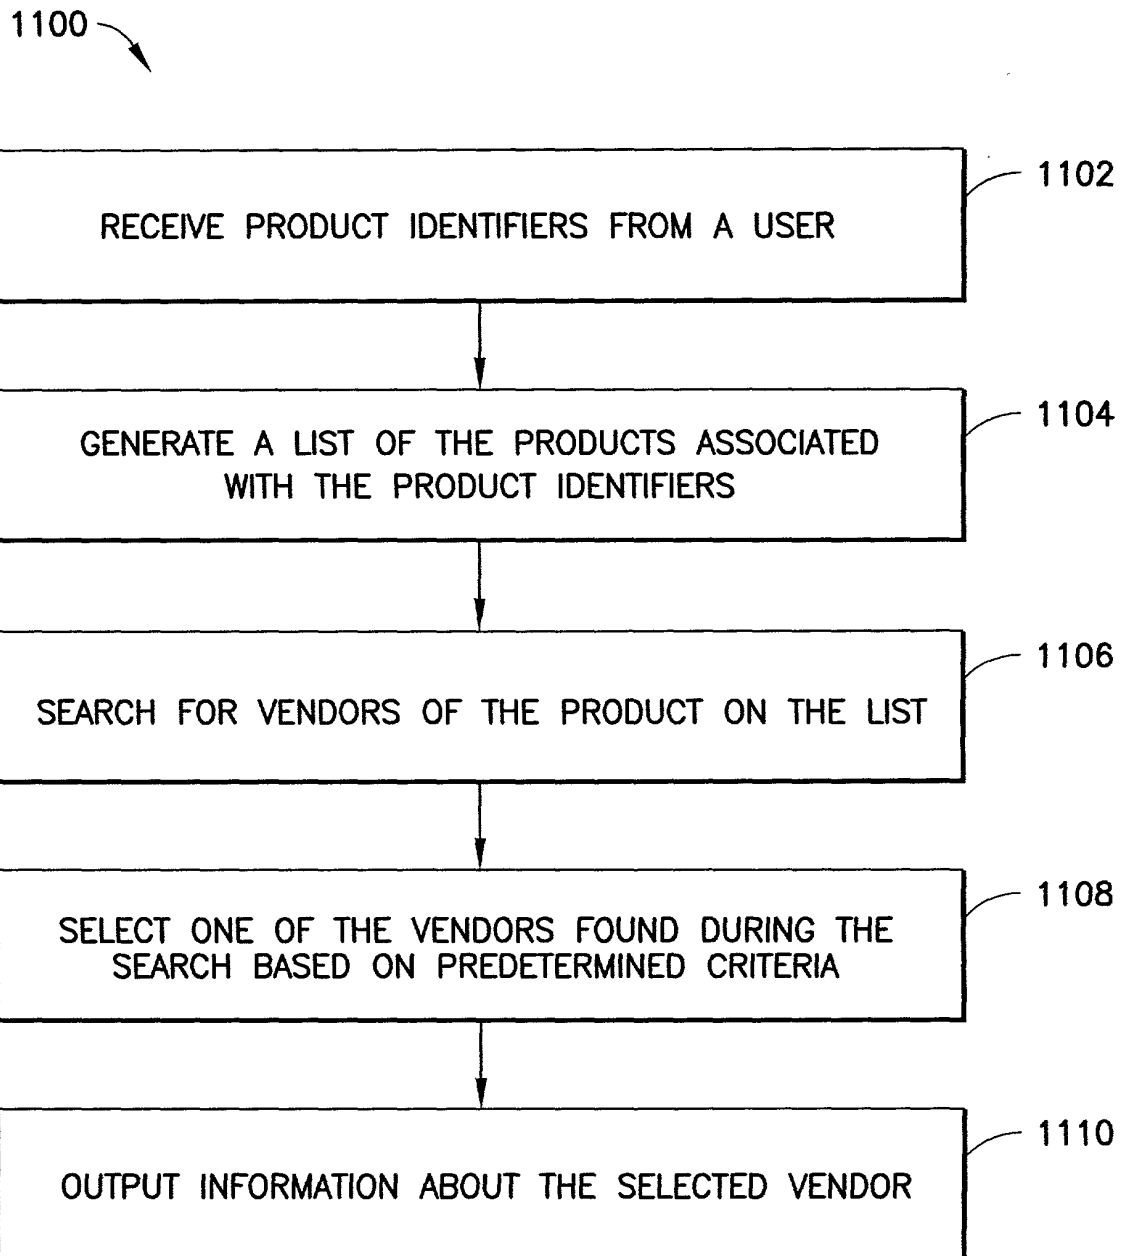 1100
RECEIVE PRODUCT IDENTIFIERS FROM A USER
1102
GENERATE A LIST OF THE PRODUCTS ASSOCIATED
WITH THE PRODUCT IDENTIFIERS
1104
SEARCH FOR VENDORS OF THE PRODUCT ON THE LIST
1106
SELECT ONE OF THE VENDORS FOUND DURING THE
SEARCH BASED ON PREDETERMINED CRITERIA
1108
OUTPUT INFORMATION ABOUT THE SELECTED VENDOR
1110